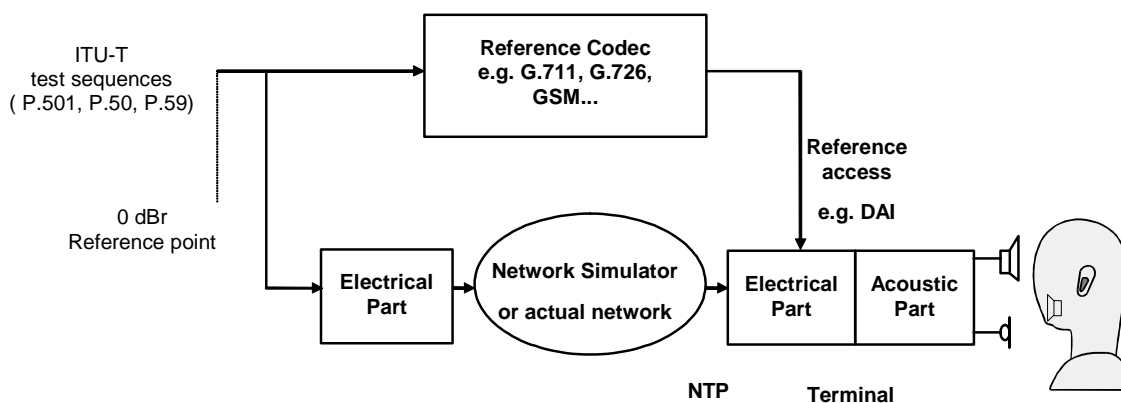 ITU-T
test sequences
( P.501, P.50, P.59)
Reference Codec
e.g. G.711, G.726,
GSM...
Reference
access
e.g. DAI
0 dBr
Reference point
Electrical
Part
Network Simulator
or actual network
Electrical
Part
Acoustic
Part
NTP
Terminal